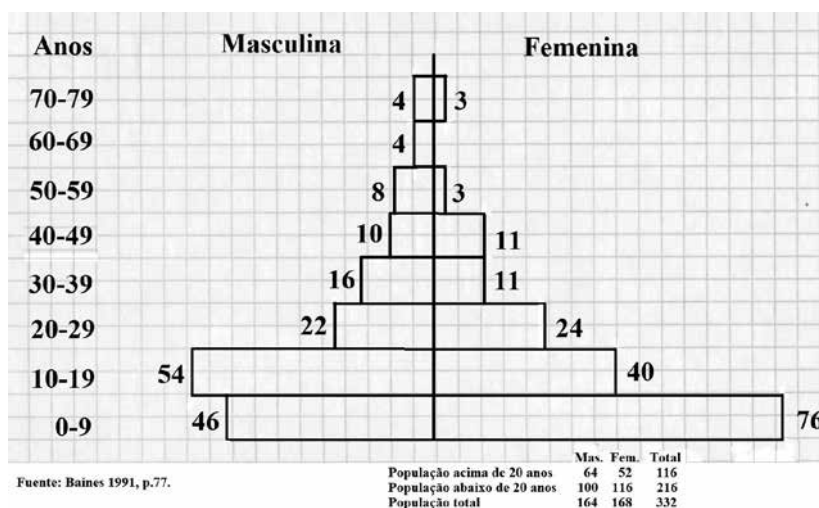 Anos Masculina Femenina
70-79 4 3
60-69 4
50-59 8 3
40-49 10 11
30-39 16 11
20-29 22 24
10-19 54 40
0-9 46 76
Mas. Fem. Total
População acima de 20 anos 64 52 116
População abaixo de 20 anos 100 116 216
População total 164 168 332
Fuente: Baines 1991, p.77.